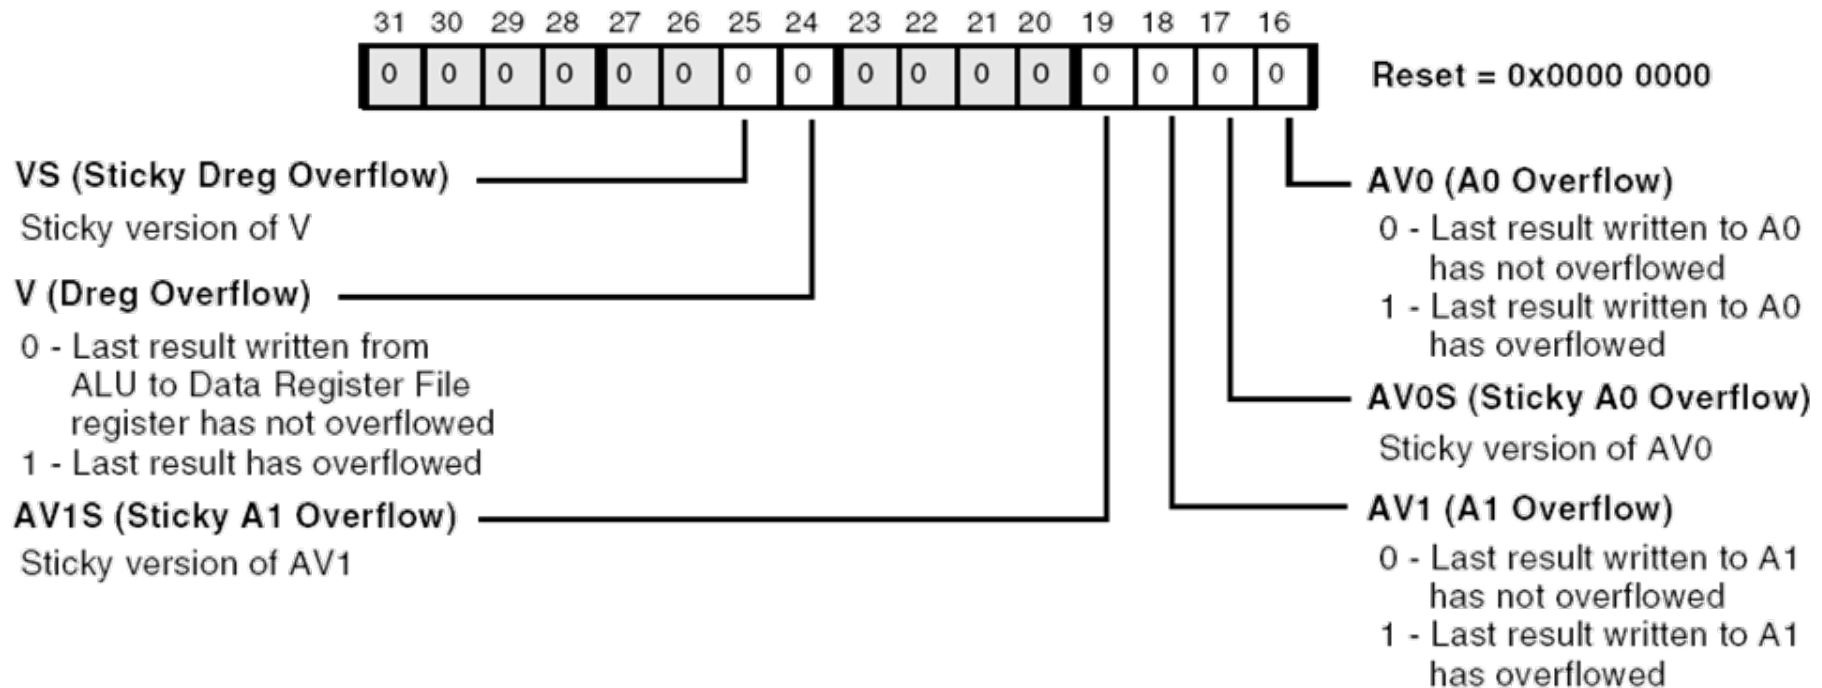 31 30 29 28 27 26 25 24 23 22 21 20 19 18 17 16
0 0 0 0 0 0 0 0 0 0 0 0 0 0 0 0
Reset = 0x0000 0000
VS (Sticky Dreg Overflow)
Sticky version of V
V (Dreg Overflow)
0 - Last result written from
ALU to Data Register File
register has not overflowed
1 - Last result has overflowed
AV1S (Sticky A1 Overflow)
Sticky version of AV1
AV0 (A0 Overflow)
0 - Last result written to A0
has not overflowed
1 - Last result written to A0
has overflowed
AV0S (Sticky A0 Overflow)
Sticky version of AV0
AV1 (A1 Overflow)
0 - Last result written to A1
has not overflowed
1 - Last result written to A1
has overflowed